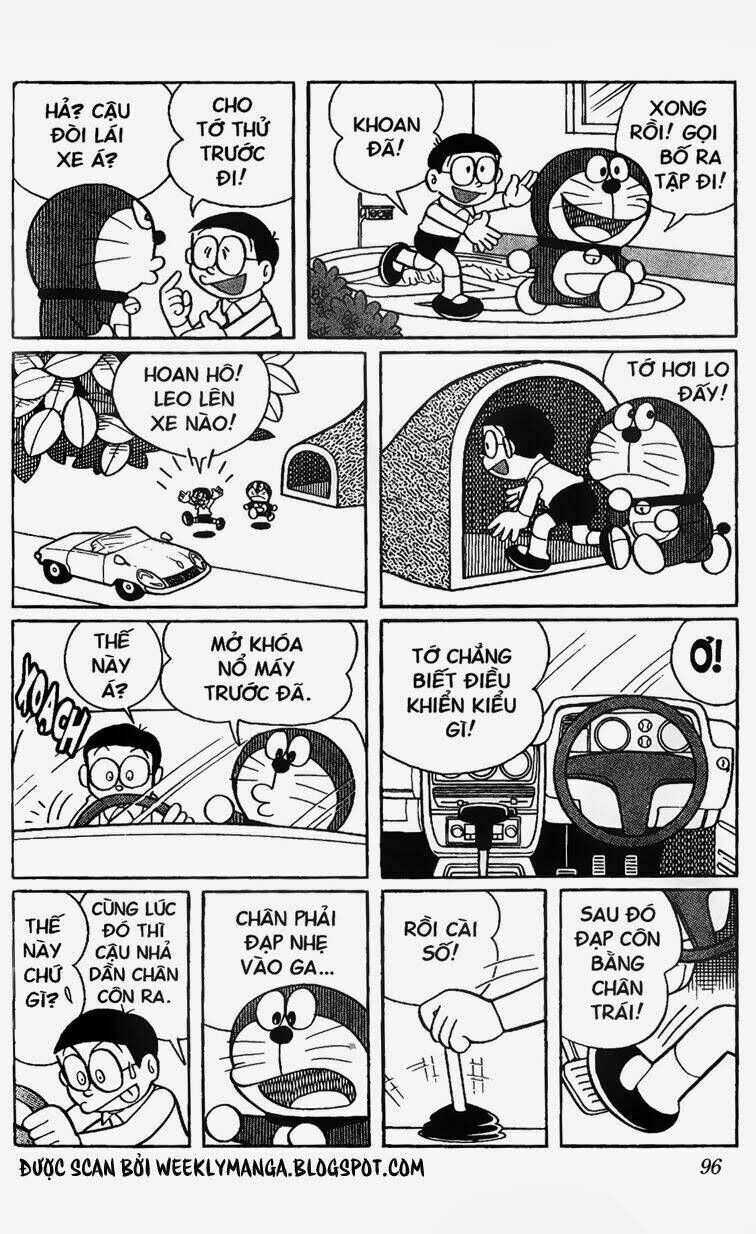 XONG
RỒI! GỌI
BỐ RA
TẬP ĐI!
KHOAN
ĐÃ!
CHO
TỚ THỬ
TRƯỚC
ĐI!
HẢ? CẬU
ĐÒI LÁI
XE Á?
TỚ HƠI LO
ĐẤY!
HOAN HÔ!
LEO LÊN
XE NÀO!
Ơ!
TỚ CHẲNG
BIẾT ĐIỀU
KHIỂN KIỂU
GÌ!
MỞ KHÓA
NỔ MÁY
TRƯỚC ĐÃ.
THẾ
NÀY
Á?
XOẠCH
SAU ĐÓ
ĐẠP CÔN
BẰNG
CHÂN
TRÁI!
RỒI CÀI
SỐ!
CHÂN PHẢI
ĐẠP NHẸ
VÀO GA...
CÙNG LÚC
ĐÓ THÌ
CẬU NHẢ
DẦN CHÂN
CÔN RA.
THẾ
NÀY
CHỨ
GÌ?
ĐƯỢC SCAN BỞI WEEKLYMANGA.BLOGSPOT.COM
96